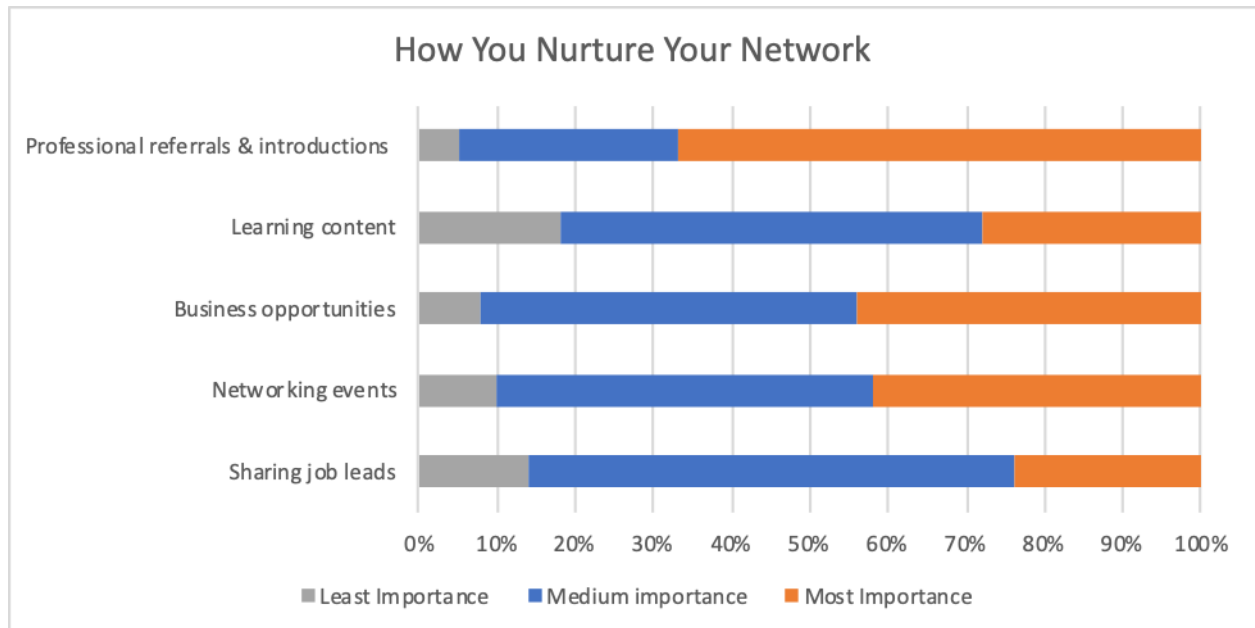 How You Nurture Your Network
Professional referrals & introductions
Learning content
Business opportunities
Networking events
Sharing job leads
0% 10% 20% 30% 40% 50% 60% 70% 80% 90% 100%
Least Importance Medium importance Most Importance